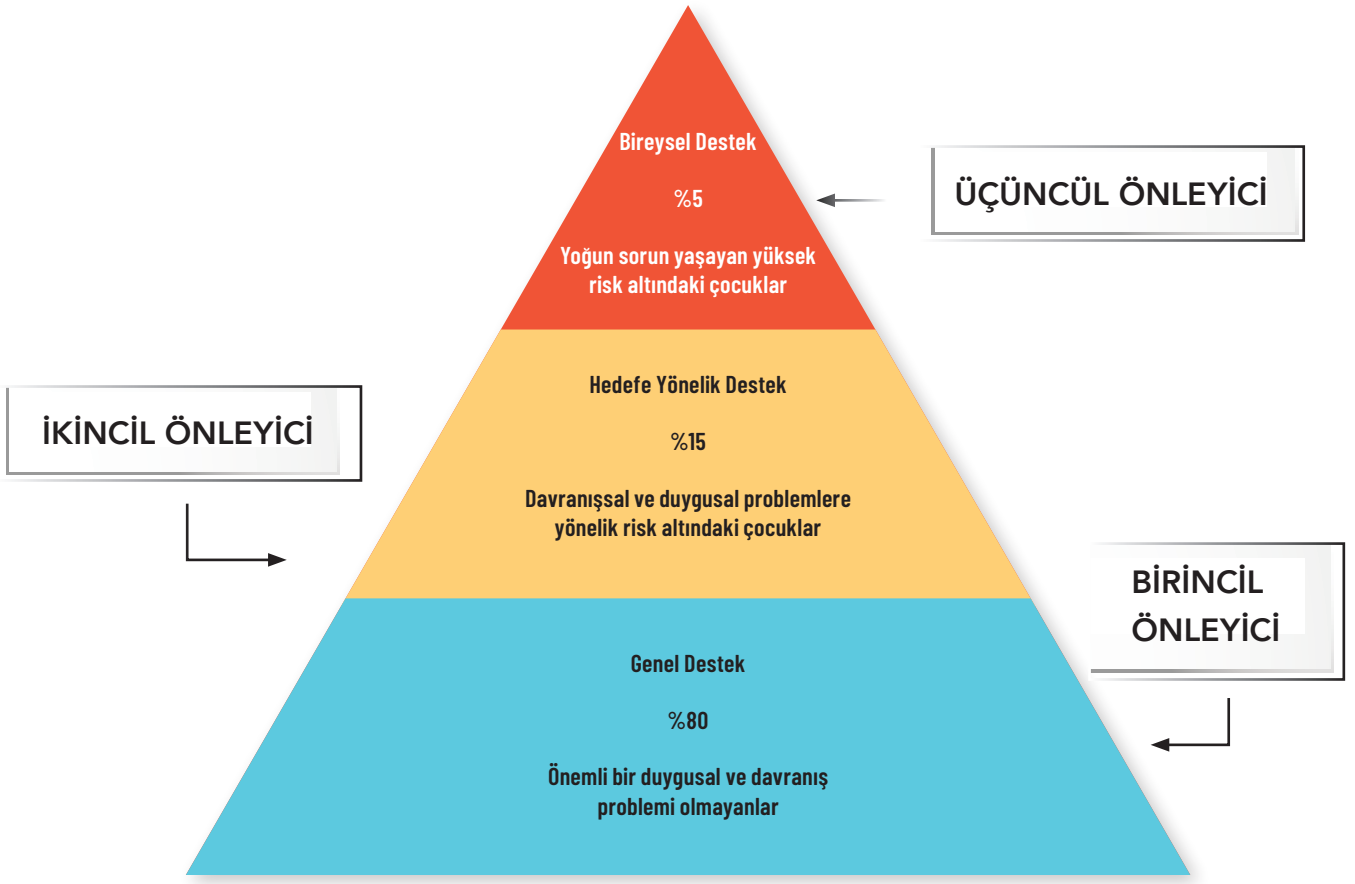 Bireysel Destek
%5
Yoğun sorun yaşayan yüksek
risk altındaki çocuklar
ÜÇÜNCÜL ÖNLEYİCİ
Hedefe Yönelik Destek
%15
Davranışsal ve duygusal problemlere
yönelik risk altındaki çocuklar
İKİNCİL ÖNLEYİCİ
Genel Destek
%80
Önemli bir duygusal ve davranış
problemi olmayanlar
BİRİNCİL
ÖNLEYİCİ